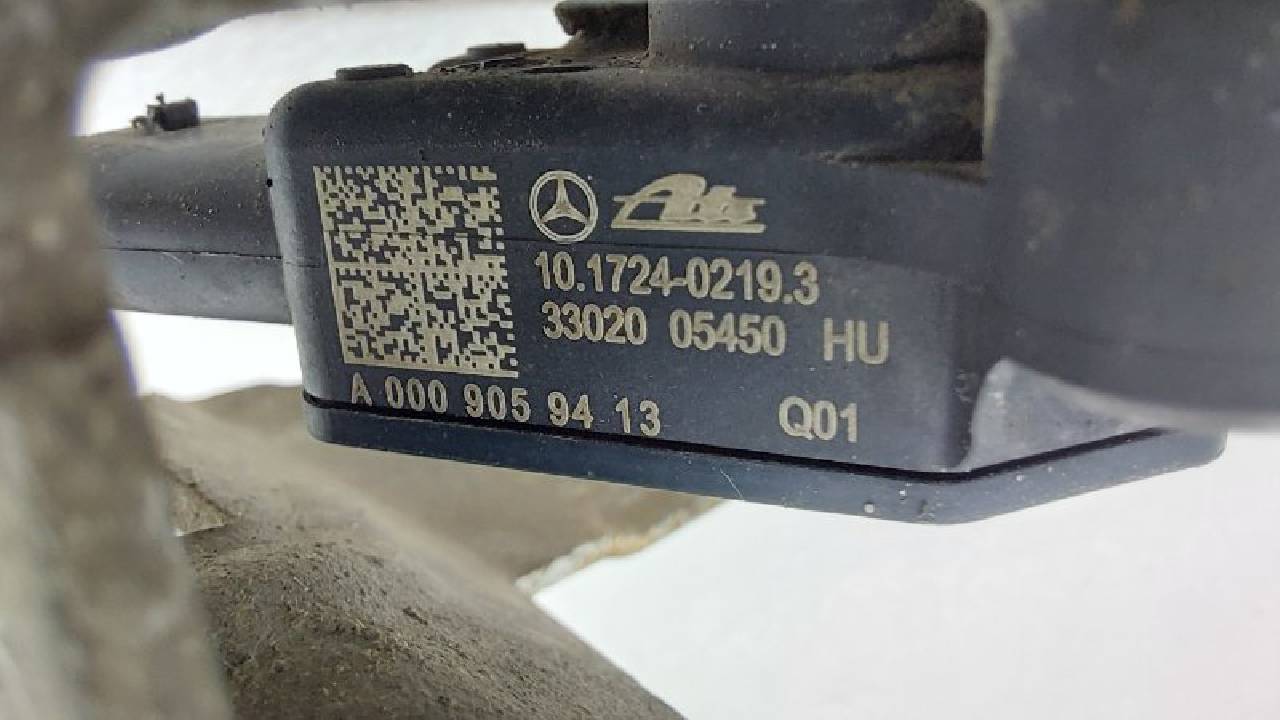 Ate
10.1724-0219.3
33020 05450 HU
A 000 905 94 13 Q01